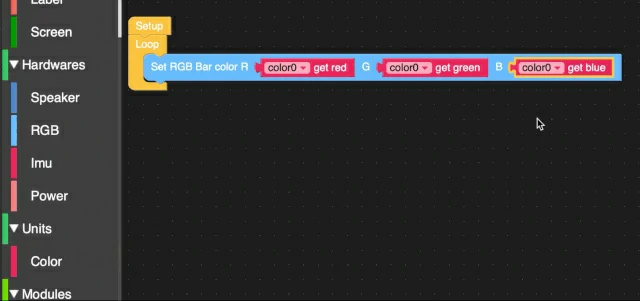 Label
Screen
Hardwares
Speaker
RGB
Imu
Power
Units
Color
Modules
Setup
Loop
Set RGB Bar color R color0 get red G color0 get green B color0 get blue